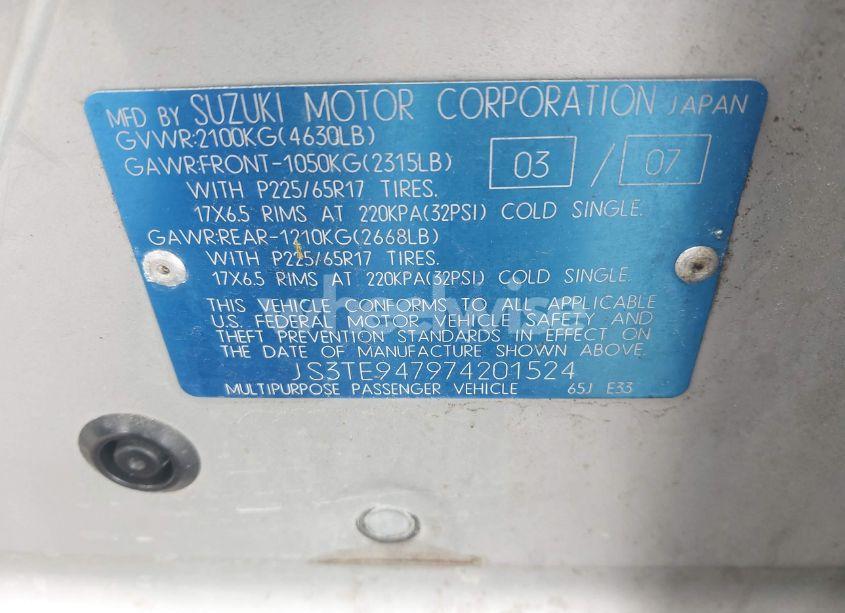 MFD BY SUZUKI MOTOR CORPORATION JAPAN
GVWR:2100KG(4630LB)
GAWR:FRONT-1050KG(2315LB) 03 / 07
WITH P225/65R17 TIRES.
17X6.5 RIMS AT 220KPA(32PSI) COLD SINGLE.
GAWR:REAR-1210KG(2668LB)
WITH P225/65R17 TIRES.
17X6.5 RIMS AT 220KPA(32PSI) COLD SINGLE.
THIS VEHICLE CONFORMS TO ALL APPLICABLE
U.S. FEDERAL MOTOR VEHICLE SAFETY AND
THEFT PREVENTION STANDARDS IN EFFECT ON
THE DATE OF MANUFACTURE SHOWN ABOVE.
JS3TE947974201524
MULTIPURPOSE PASSENGER VEHICLE 65J E33